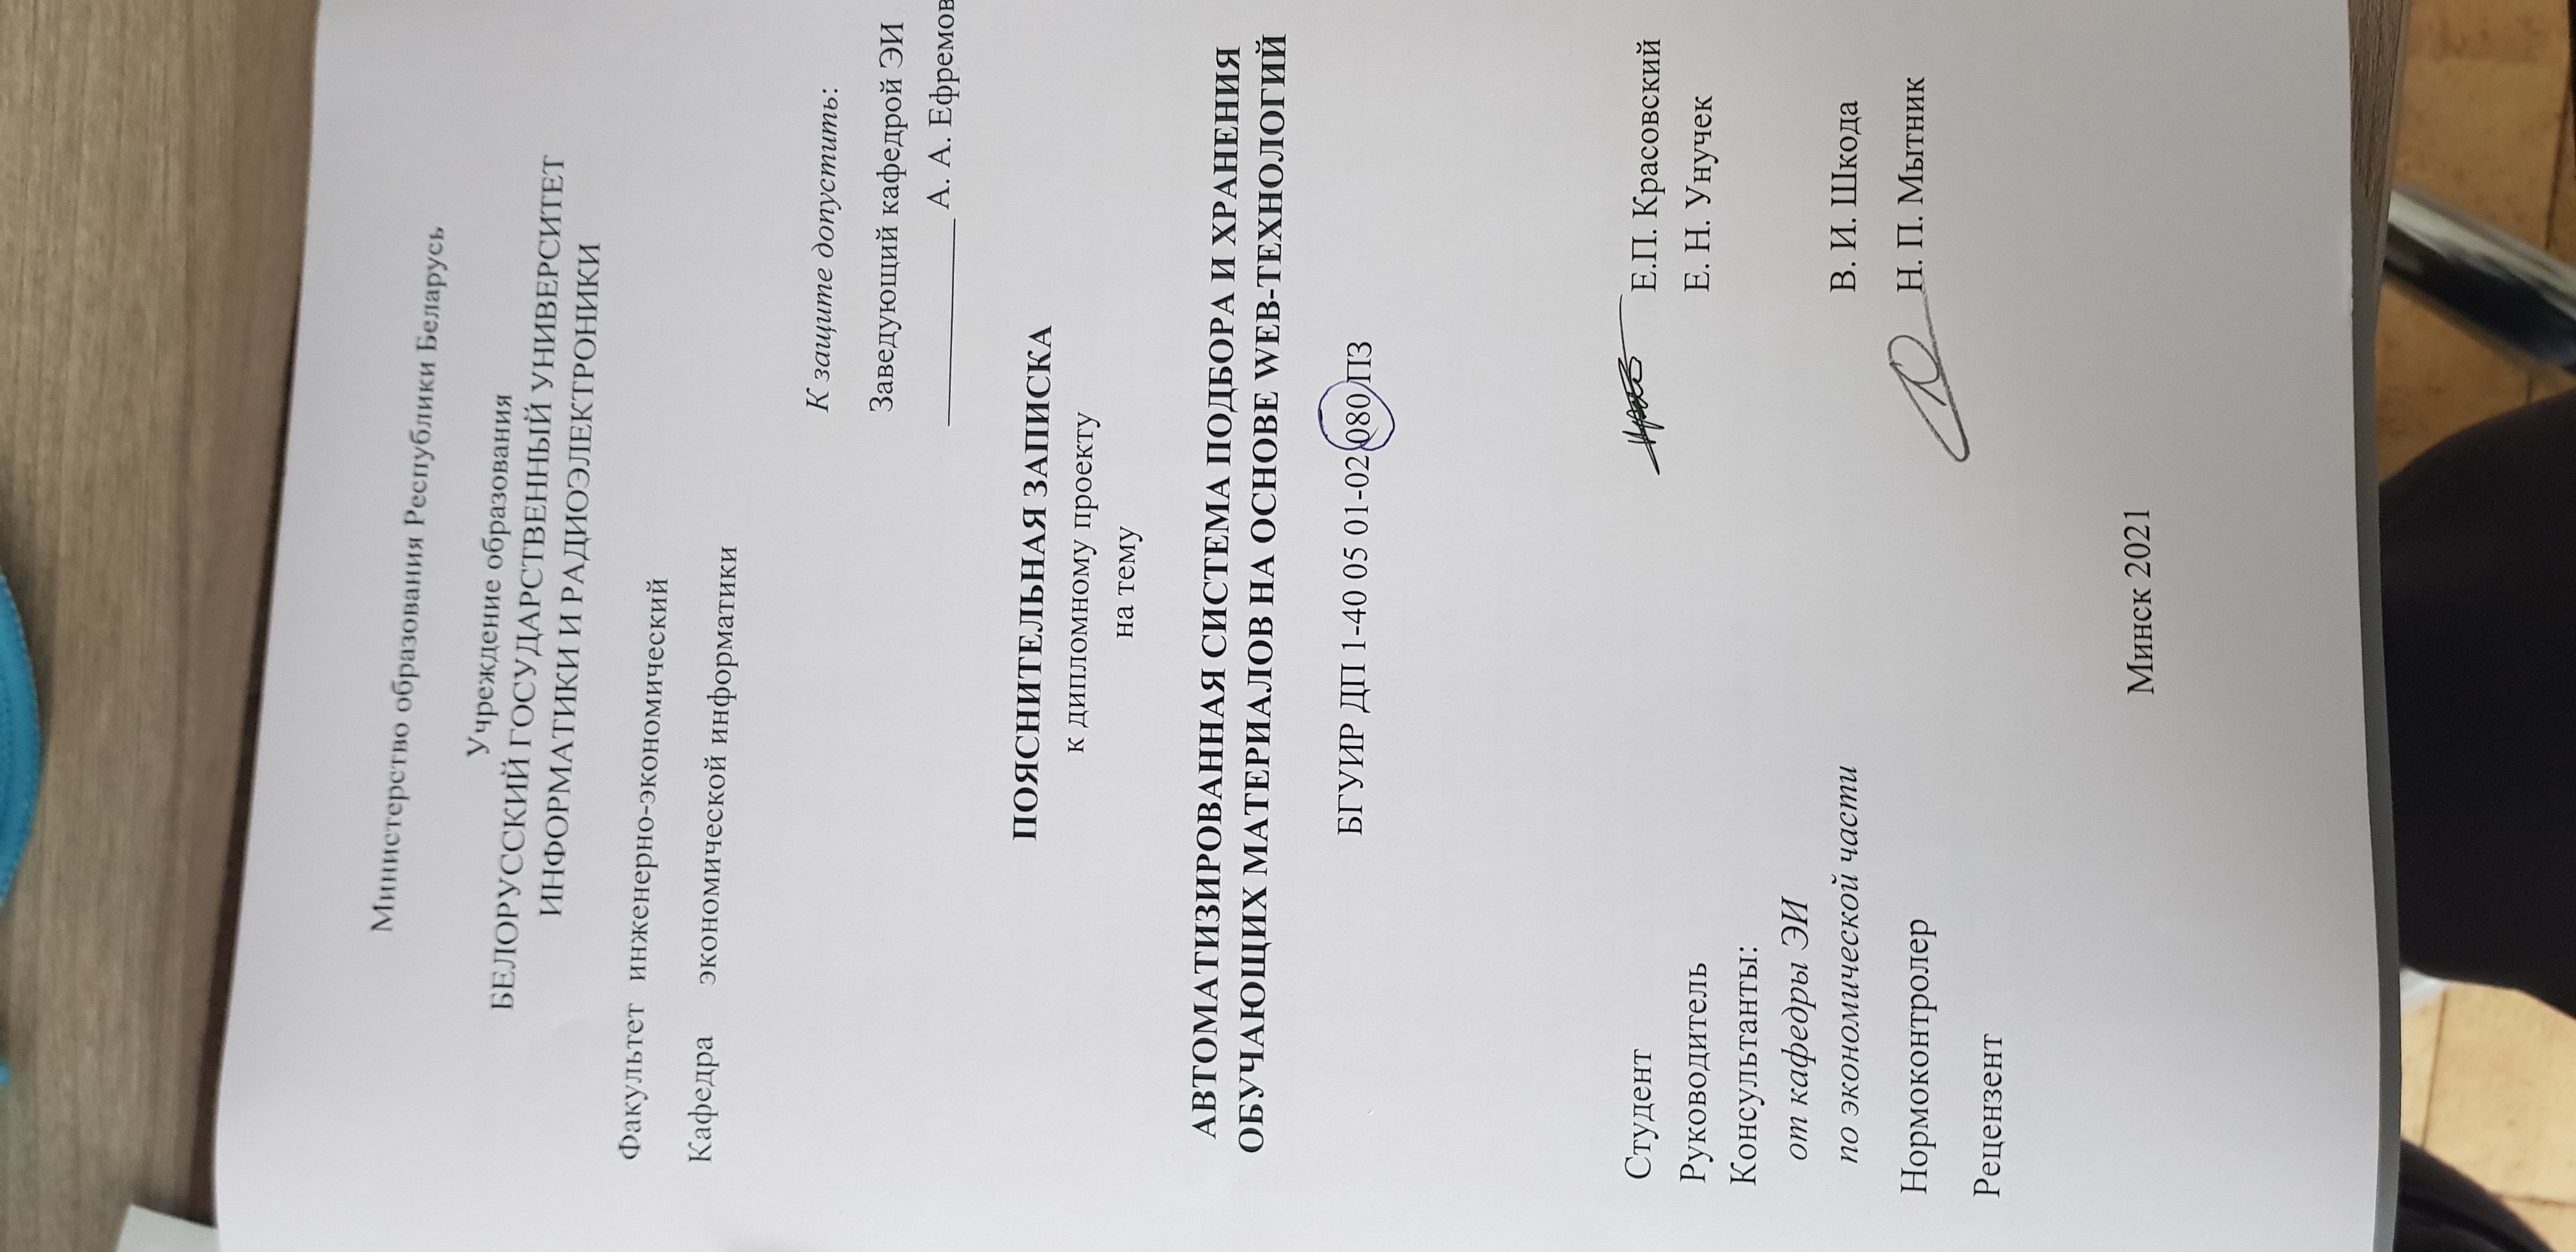 Министерство образования Республики Беларусь
Учреждение образования
БЕЛОРУССКИЙ ГОСУДАРСТВЕННЫЙ УНИВЕРСИТЕТ
ИНФОРМАТИКИ И РАДИОЭЛЕКТРОНИКИ
Факультет инженерно-экономический
Кафедра экономической информатики
К защите допустить:
Заведующий кафедрой ЭИ
А. А. Ефремов
ПОЯСНИТЕЛЬНАЯ ЗАПИСКА
к дипломному проекту
на тему
АВТОМАТИЗИРОВАННАЯ СИСТЕМА ПОДБОРА И ХРАНЕНИЯ
ОБУЧАЮЩИХ МАТЕРИАЛОВ НА ОСНОВЕ WEB-ТЕХНОЛОГИЙ
БГУИР ДП 1-40 05 01-02 080 ПЗ
Студент Е.П. Красовский
Руководитель Е. Н. Унучек
Консультанты:
от кафедры ЭИ
по экономической части В. И. Шкода
Нормоконтролер Н. П. Мытник
Рецензент
Минск 2021